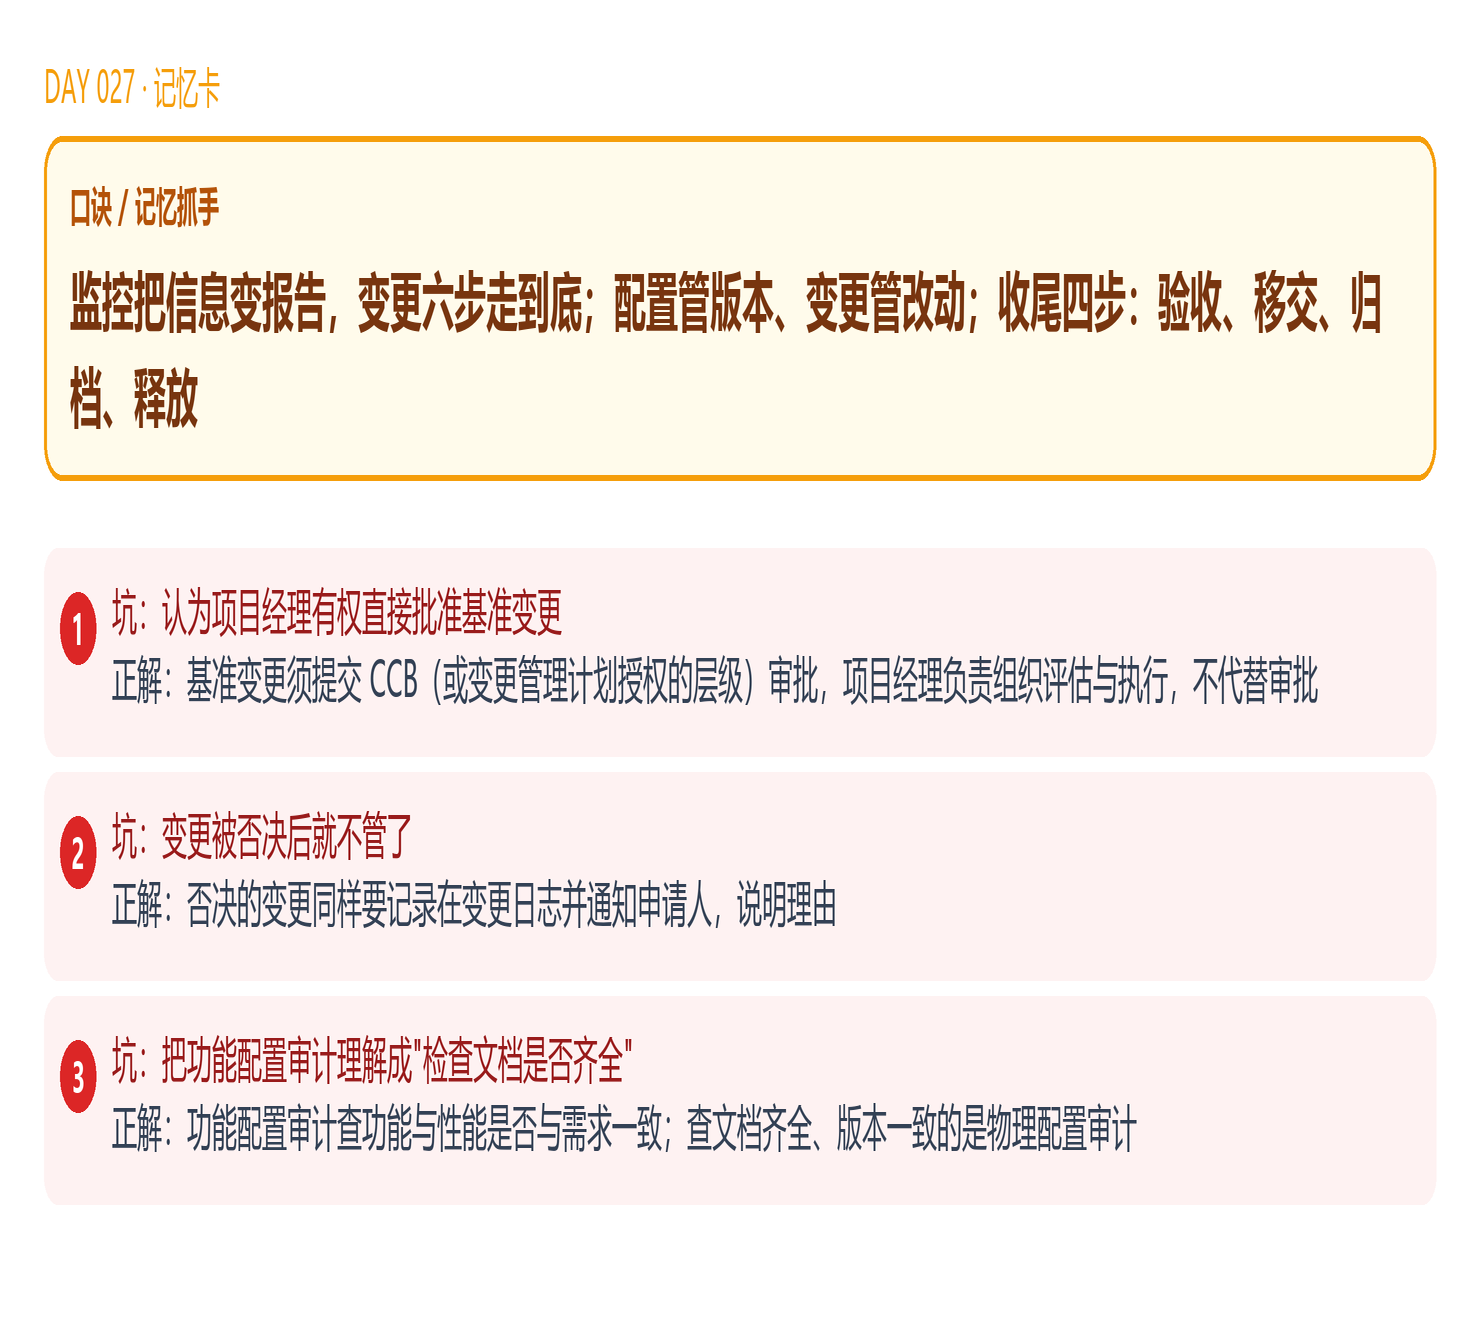 DAY 027 · 记忆卡
口诀 / 记忆抓手
监控把信息变报告，变更六步走到底；配置管版本、变更管改动；收尾四步：验收、移交、归
档、释放
1
坑：认为项目经理有权直接批准基准变更
正解：基准变更须提交 CCB（或变更管理计划授权的层级）审批，项目经理负责组织评估与执行，不代替审批
2
坑：变更被否决后就不管了
正解：否决的变更同样要记录在变更日志并通知申请人，说明理由
3
坑：把功能配置审计理解成"检查文档是否齐全"
正解：功能配置审计查功能与性能是否与需求一致；查文档齐全、版本一致的是物理配置审计